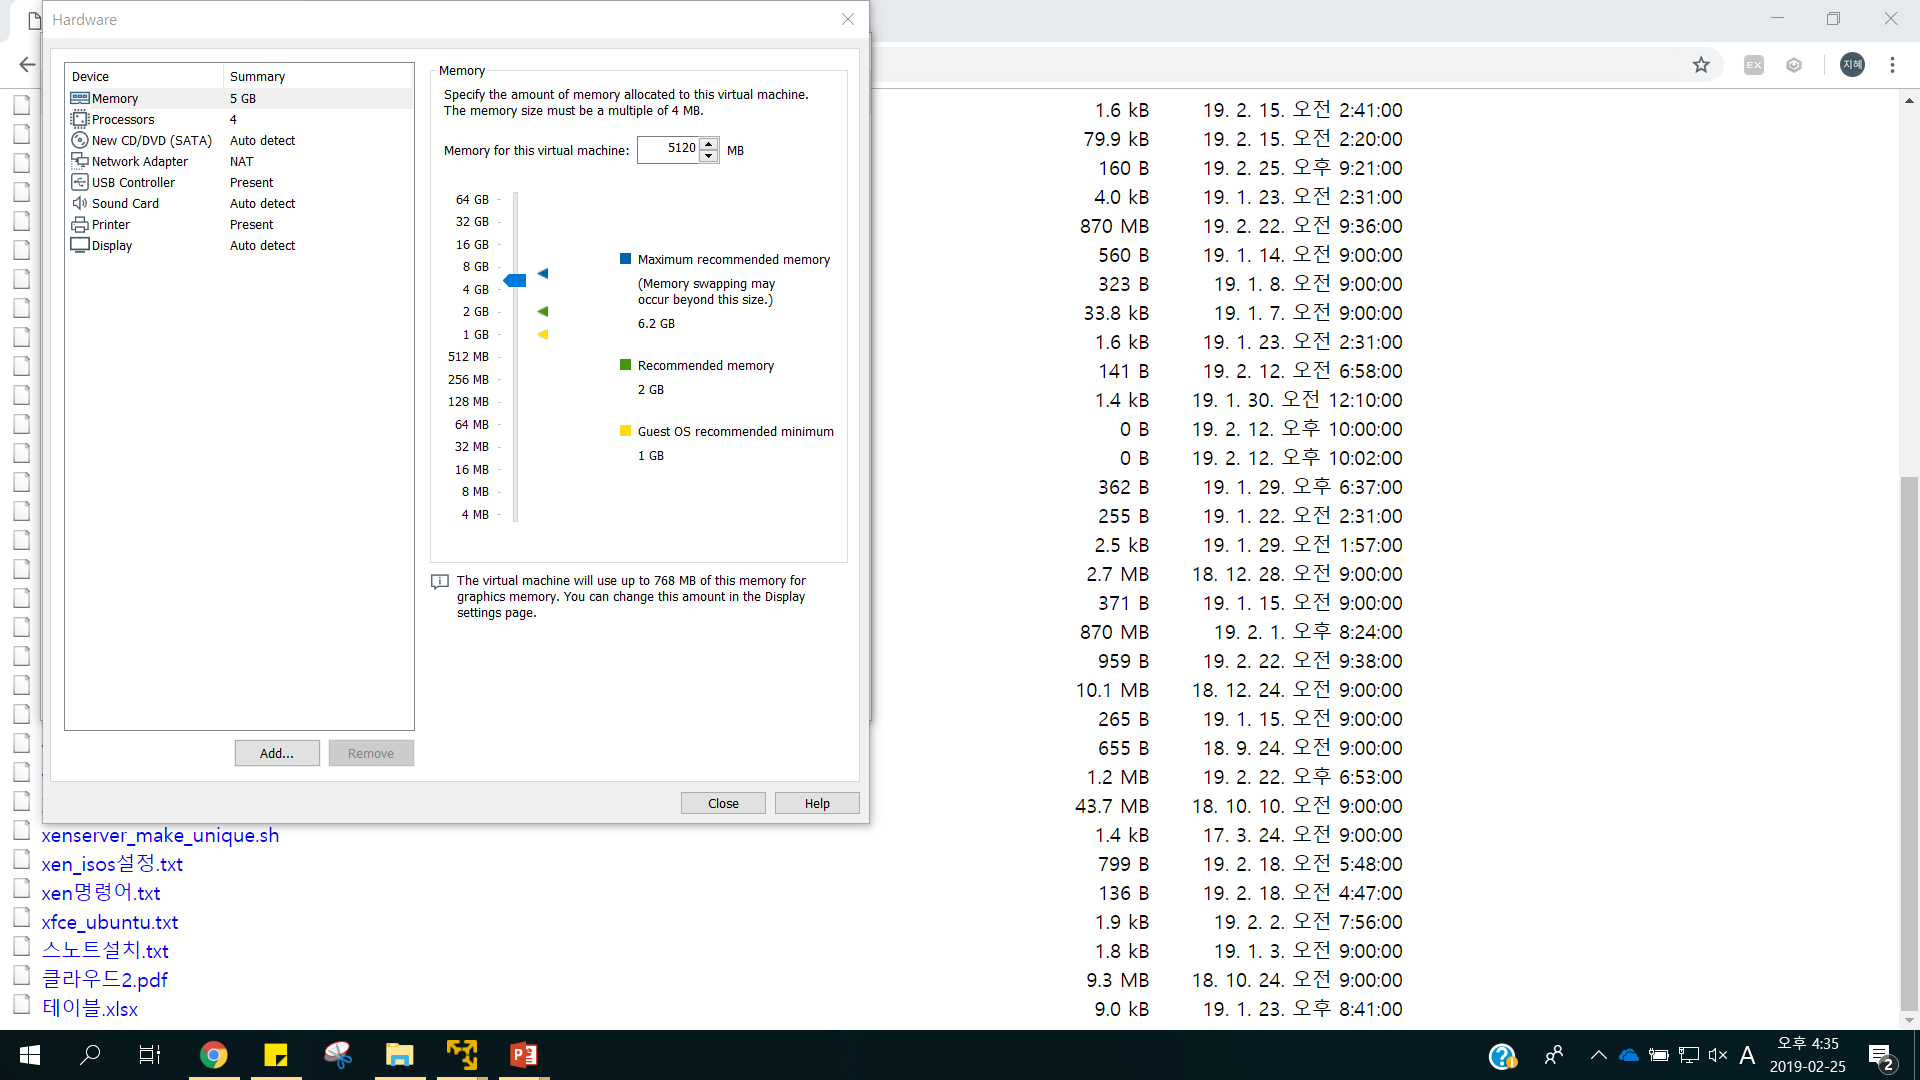 Hardware
Device Summary
Memory 5 GB
Processors 4
New CD/DVD (SATA) Auto detect
Network Adapter NAT
USB Controller Present
Sound Card Auto detect
Printer Present
Display Auto detect
Add...
Remove
Memory
Specify the amount of memory allocated to this virtual machine.
The memory size must be a multiple of 4 MB.
Memory for this virtual machine: 5120 MB
64 GB
32 GB
16 GB
8 GB
4 GB
2 GB
1 GB
512 MB
256 MB
128 MB
64 MB
32 MB
16 MB
8 MB
4 MB
Maximum recommended memory
(Memory swapping may
occur beyond this size.)
6.2 GB
Recommended memory
2 GB
Guest OS recommended minimum
1 GB
The virtual machine will use up to 768 MB of this memory for
graphics memory. You can change this amount in the Display
settings page.
Close
Help
EX
지혜
1.6 kB 19. 2. 15. 오전 2:41:00
79.9 kB 19. 2. 15. 오전 2:20:00
160 B 19. 2. 25. 오후 9:21:00
4.0 kB 19. 1. 23. 오전 2:31:00
870 MB 19. 2. 22. 오전 9:36:00
560 B 19. 1. 14. 오전 9:00:00
323 B 19. 1. 8. 오전 9:00:00
33.8 kB 19. 1. 7. 오전 9:00:00
1.6 kB 19. 1. 23. 오전 2:31:00
141 B 19. 2. 12. 오전 6:58:00
1.4 kB 19. 1. 30. 오전 12:10:00
0 B 19. 2. 12. 오후 10:00:00
0 B 19. 2. 12. 오후 10:02:00
362 B 19. 1. 29. 오후 6:37:00
255 B 19. 1. 22. 오전 2:31:00
2.5 kB 19. 1. 29. 오전 1:57:00
2.7 MB 18. 12. 28. 오전 9:00:00
371 B 19. 1. 15. 오전 9:00:00
870 MB 19. 2. 1. 오후 8:24:00
959 B 19. 2. 22. 오전 9:38:00
10.1 MB 18. 12. 24. 오전 9:00:00
265 B 19. 1. 15. 오전 9:00:00
655 B 18. 9. 24. 오전 9:00:00
1.2 MB 19. 2. 22. 오후 6:53:00
43.7 MB 18. 10. 10. 오전 9:00:00
xenserver_make_unique.sh 1.4 kB 17. 3. 24. 오전 9:00:00
xen_isos설정.txt 799 B 19. 2. 18. 오전 5:48:00
xen명령어.txt 136 B 19. 2. 18. 오전 4:47:00
xfce_ubuntu.txt 1.9 kB 19. 2. 2. 오전 7:56:00
스노트설치.txt 1.8 kB 19. 1. 3. 오전 9:00:00
클라우드2.pdf 9.3 MB 18. 10. 24. 오전 9:00:00
테이블.xlsx 9.0 kB 19. 1. 23. 오후 8:41:00
A
오후 4:35
2019-02-25
2